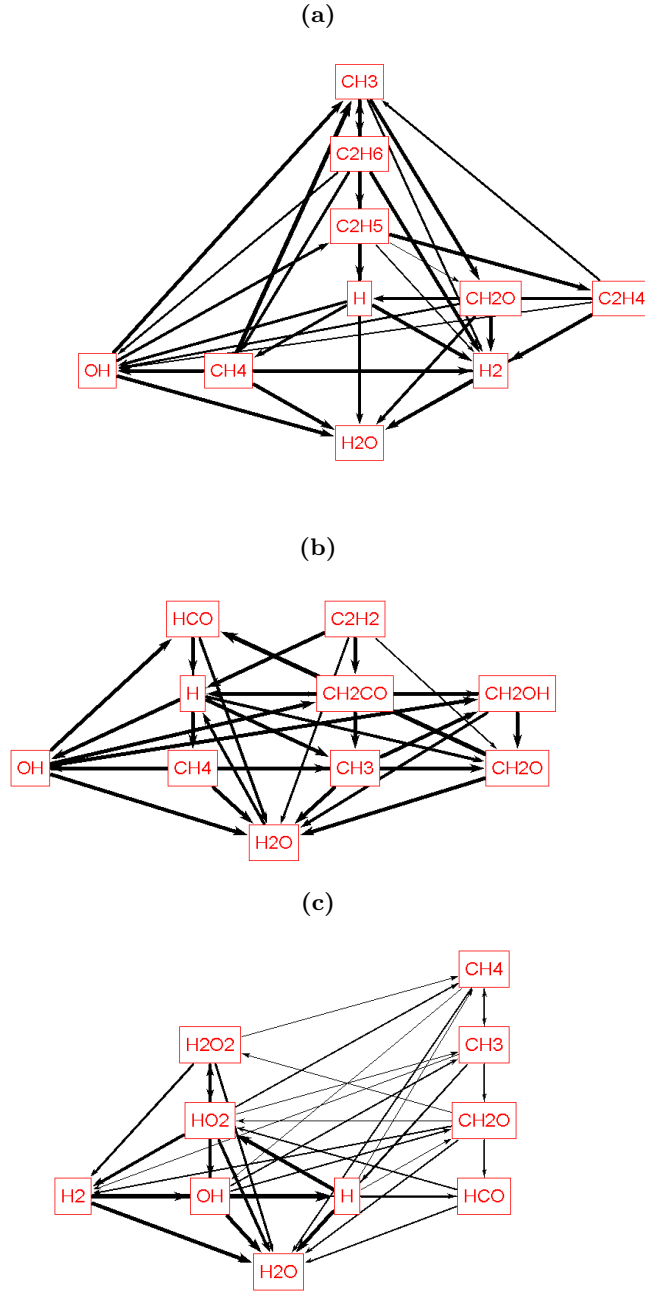 (a)
CH3
C2H6
C2H5
H CH2O C2H4
OH CH4 H2
H2O
(b)
HCO C2H2
H CH2CO CH2OH
OH CH4 CH3 CH2O
H2O
(c)
CH4
H2O2 CH3
HO2 CH2O
H2 OH H HCO
H2O